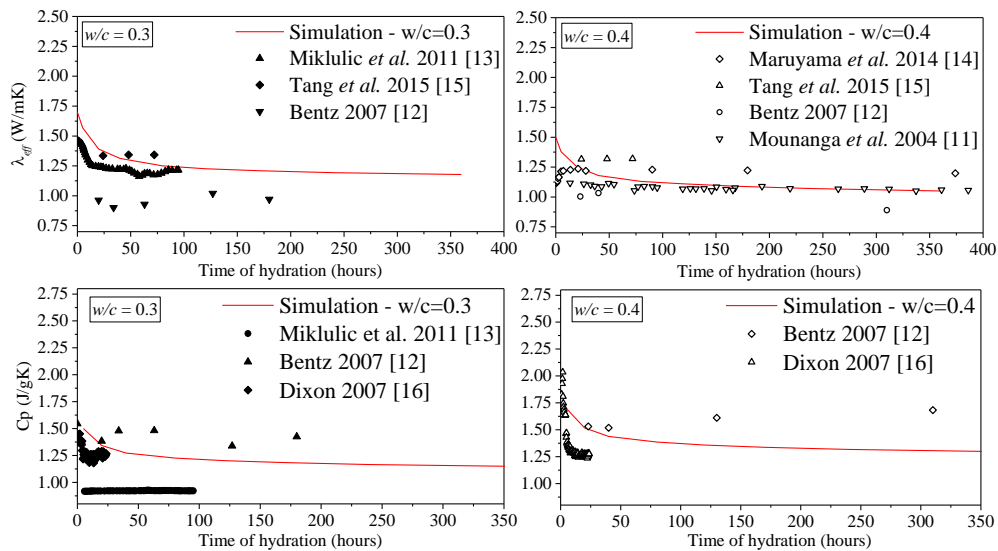 2.50
2.25
2.00
1.75
1.50
1.25
1.00
0.75
λeff (W/mK)
w/c = 0.3
Simulation - w/c=0.3
Miklulic et al. 2011 [13]
Tang et al. 2015 [15]
Bentz 2007 [12]
0 50 100 150 200 250 300 350 400
Time of hydration (hours)
2.50
2.25
2.00
1.75
1.50
1.25
1.00
0.75
w/c = 0.4
Simulation - w/c=0.4
Maruyama et al. 2014 [14]
Tang et al. 2015 [15]
Bentz 2007 [12]
Mounanga et al. 2004 [11]
0 50 100 150 200 250 300 350 400
Time of hydration (hours)
2.75
2.50
2.25
2.00
1.75
1.50
1.25
1.00
Cp (J/gK)
w/c = 0.3
Simulation - w/c=0.3
Miklulic et al. 2011 [13]
Bentz 2007 [12]
Dixon 2007 [16]
0 50 100 150 200 250 300 350
Time of hydration (hours)
2.75
2.50
2.25
2.00
1.75
1.50
1.25
1.00
w/c = 0.4
Simulation - w/c=0.4
Bentz 2007 [12]
Dixon 2007 [16]
0 50 100 150 200 250 300 350
Time of hydration (hours)